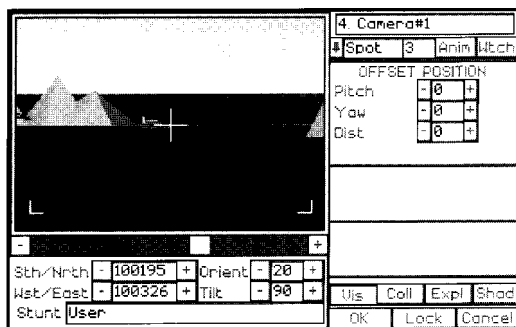 4. Camera#1
Spot 3 Anim Wtch
OFFSET POSITION
Pitch - 0 +
Yaw - 0 +
Dist - 0 +
- +
Sth/Nrth - 100195 + Orient - 20 +
Wst/East - 100326 + Tilt - 90 +
Stunt User
Vis Coll Expl Shad
OK Lock Cancel